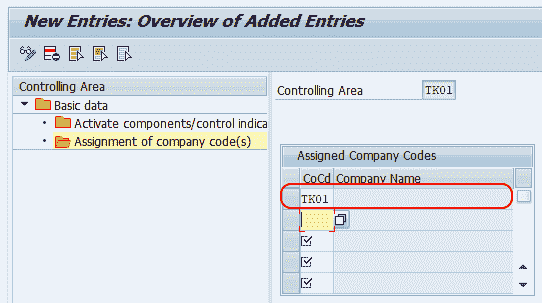 New Entries: Overview of Added Entries
Controlling Area
Basic data
Activate components/control indica
Assignment of company code(s)
Controlling Area TK01
Assigned Company Codes
CoCd Company Name
TK01